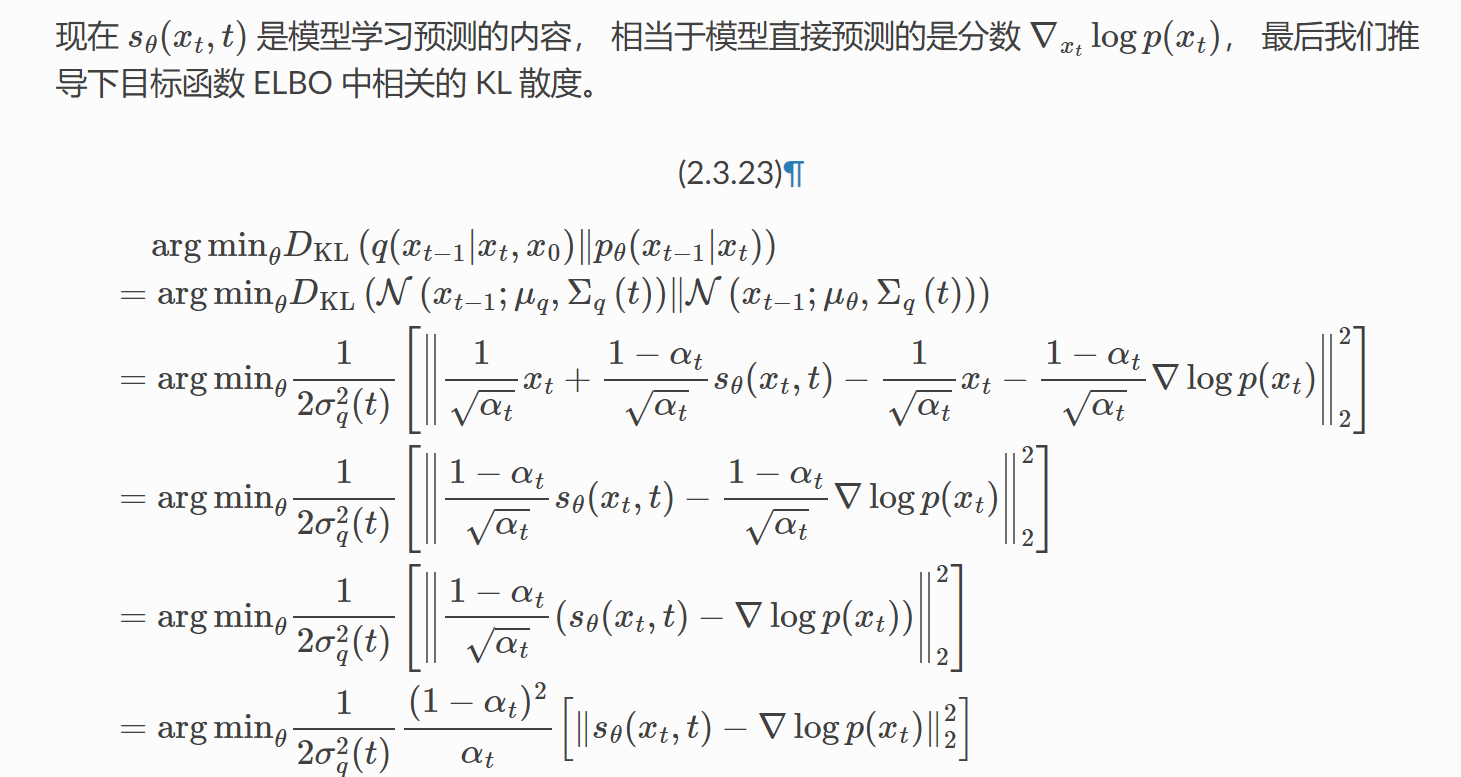 现在 $s_\theta(x_t, t)$ 是模型学习预测的内容， 相当于模型直接预测的是分数 $\nabla_{x_t} \log p(x_t)$， 最后我们推
导下目标函数 ELBO 中相关的 KL 散度。
(2.3.23)¶
$\arg\min_\theta D_{\mathrm{KL}}\left(q(x_{t-1}|x_t, x_0) \| p_\theta(x_{t-1}|x_t)\right)$
$= \arg\min_\theta D_{\mathrm{KL}}\left(\mathcal{N}\left(x_{t-1}; \mu_q, \Sigma_q(t)\right) \| \mathcal{N}\left(x_{t-1}; \mu_\theta, \Sigma_q(t)\right)\right)$
$= \arg\min_\theta \frac{1}{2\sigma_q^2(t)} \left[\left\| \frac{1}{\sqrt{\alpha_t}} x_t + \frac{1-\alpha_t}{\sqrt{\alpha_t}} s_\theta(x_t, t) - \frac{1}{\sqrt{\alpha_t}} x_t - \frac{1-\alpha_t}{\sqrt{\alpha_t}} \nabla \log p(x_t) \right\|_2^2\right]$
$= \arg\min_\theta \frac{1}{2\sigma_q^2(t)} \left[\left\| \frac{1-\alpha_t}{\sqrt{\alpha_t}} s_\theta(x_t, t) - \frac{1-\alpha_t}{\sqrt{\alpha_t}} \nabla \log p(x_t) \right\|_2^2\right]$
$= \arg\min_\theta \frac{1}{2\sigma_q^2(t)} \left[\left\| \frac{1-\alpha_t}{\sqrt{\alpha_t}} (s_\theta(x_t, t) - \nabla \log p(x_t)) \right\|_2^2\right]$
$= \arg\min_\theta \frac{1}{2\sigma_q^2(t)} \frac{(1-\alpha_t)^2}{\alpha_t} \left[\left\| s_\theta(x_t, t) - \nabla \log p(x_t) \right\|_2^2\right]$